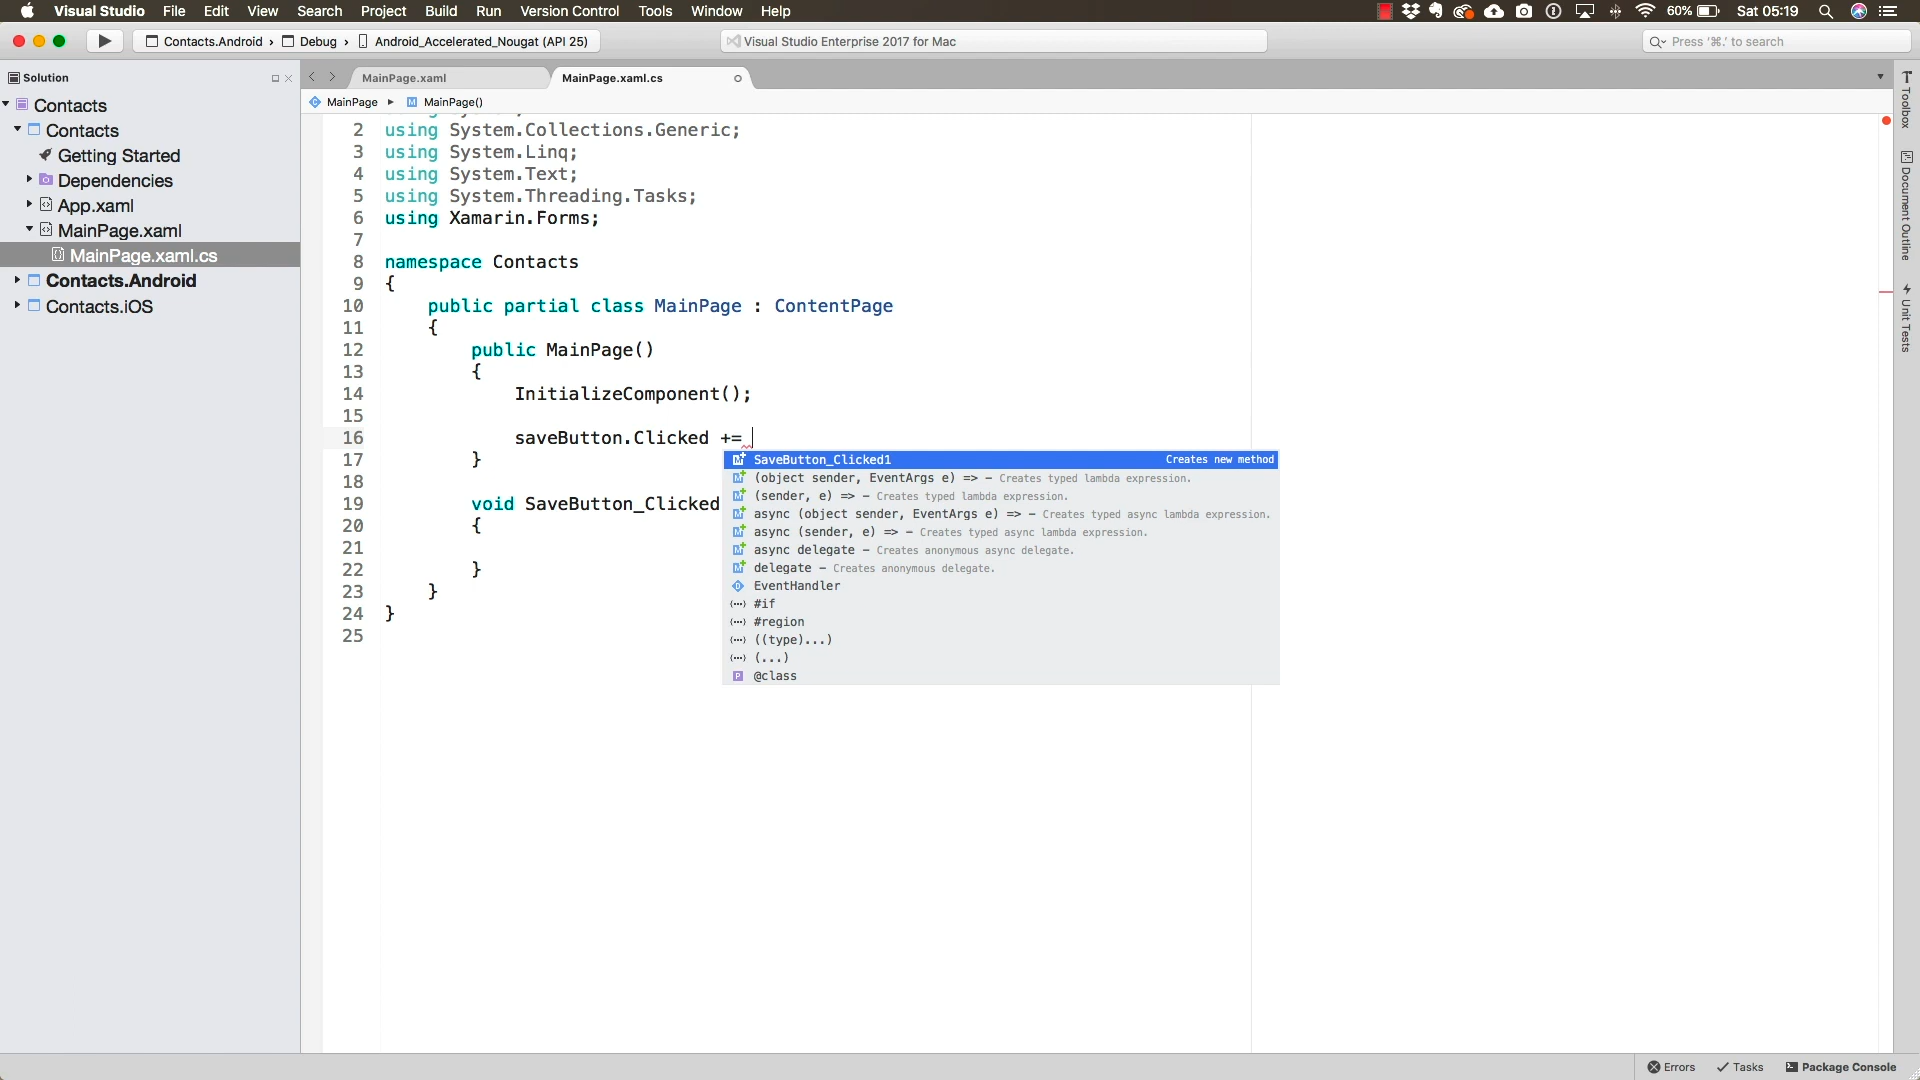 Visual Studio File Edit View Search Project Build Run Version Control Tools Window Help 60% Sat 05:19
Contacts.Android › Debug › Android_Accelerated_Nougat (API 25) Visual Studio Enterprise 2017 for Mac Press '⌘.' to search
Solution
Contacts
Contacts
Getting Started
Dependencies
App.xaml
MainPage.xaml
MainPage.xaml.cs
Contacts.Android
Contacts.iOS
MainPage.xaml MainPage.xaml.cs
MainPage MainPage()
2 using System.Collections.Generic;
3 using System.Linq;
4 using System.Text;
5 using System.Threading.Tasks;
6 using Xamarin.Forms;
7
8 namespace Contacts
9 {
10 public partial class MainPage : ContentPage
11 {
12 public MainPage()
13 {
14 InitializeComponent();
15
16 saveButton.Clicked +=
17 }
18
19 void SaveButton_Clicked
20 {
21
22 }
23 }
24 }
25
SaveButton_Clicked1 Creates new method
(object sender, EventArgs e) => – Creates typed lambda expression.
(sender, e) => – Creates typed lambda expression.
async (object sender, EventArgs e) => – Creates typed async lambda expression.
async (sender, e) => – Creates typed async lambda expression.
async delegate – Creates anonymous async delegate.
delegate – Creates anonymous delegate.
EventHandler
#if
#region
((type)...)
(...)
@class
Toolbox
Document Outline
Unit Tests
Errors Tasks Package Console